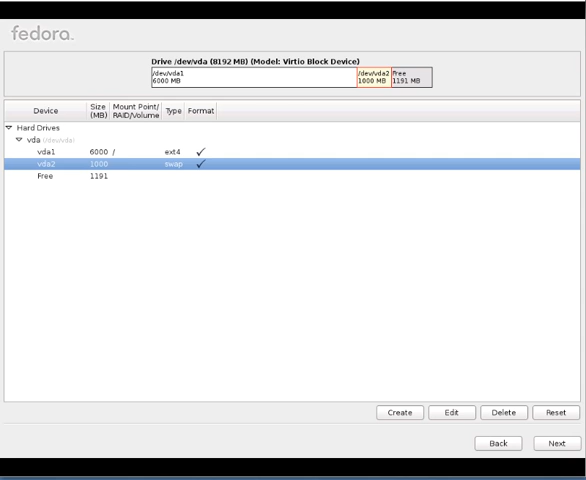 fedora.
Drive /dev/vda (8192 MB) (Model: Virtio Block Device)
/dev/vda1 /dev/vda2 Free
6000 MB 1000 MB 1191 MB
Device Size (MB) Mount Point/ RAID/Volume Type Format
Hard Drives
vda (/dev/vda)
vda1 6000 / ext4
vda2 1000 swap
Free 1191
Create Edit Delete Reset
Back Next